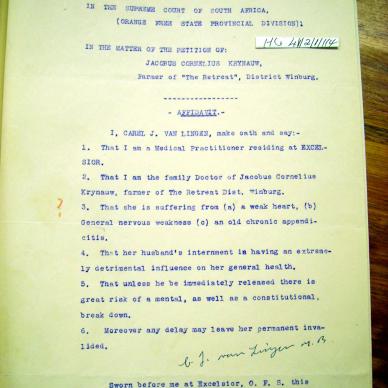 IN THE SUPREME COURT OF SOUTH AFRICA,
(ORANGE FREE STATE PROVINCIAL DIVISION);
HG 4/1/2/1/1/14
IN THE MATTER OF THE PETITION OF:
JACOBUS CORNELIUS KRYNAUW,
Farmer of "The Retreat", District Winburg.
-----------------
- AFFIDAVIT.-
I, CAREL J. VAN LINGEN, make oath and say:-
1. That I am a Medical Practitioner residing at EXCEL-
SIOR.
2. That I am the family Doctor of Jacobus Cornelius
Krynauw, farmer of The Retreat Dist. Winburg.
? 3. That she is suffering from (a) a weak heart, (b)
General nervous weakness (c) an old chronic appendi-
citis.
4. That her husband's internment is having an extreme-
ly detrimental influence on her general health.
5. That unless he be immediately released there is
great risk of a mental, as well as a constitutional,
break down.
6. Moreover any delay may leave her permanent inva-
lided.
C. J. van Lingen M.B.
Sworn before me at Excelsior, O. F. S. this